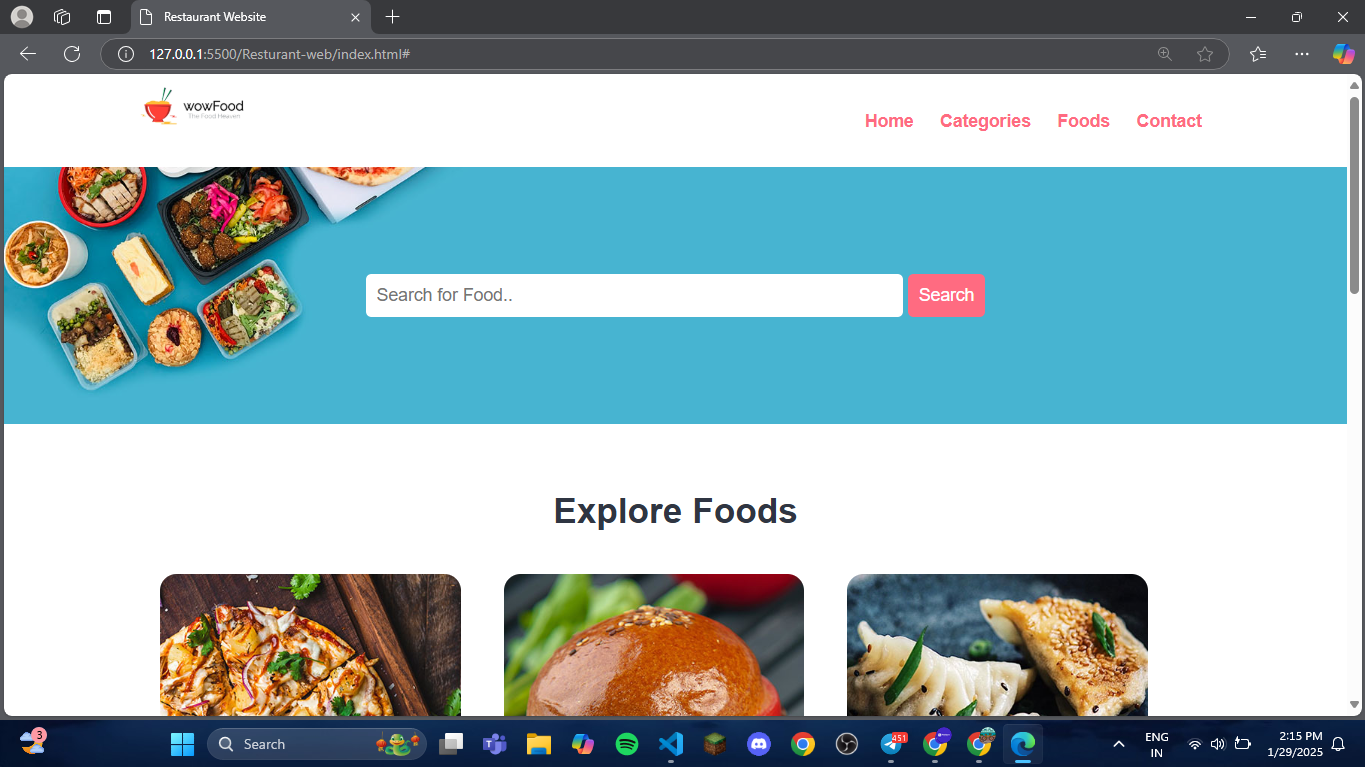 Restaurant Website
127.0.0.1:5500/Resturant-web/index.html#
wowFood
The Food Heaven
Home Categories Foods Contact
Search for Food.. Search
Explore Foods
3
Search
451
ENG
IN
2:15 PM
1/29/2025